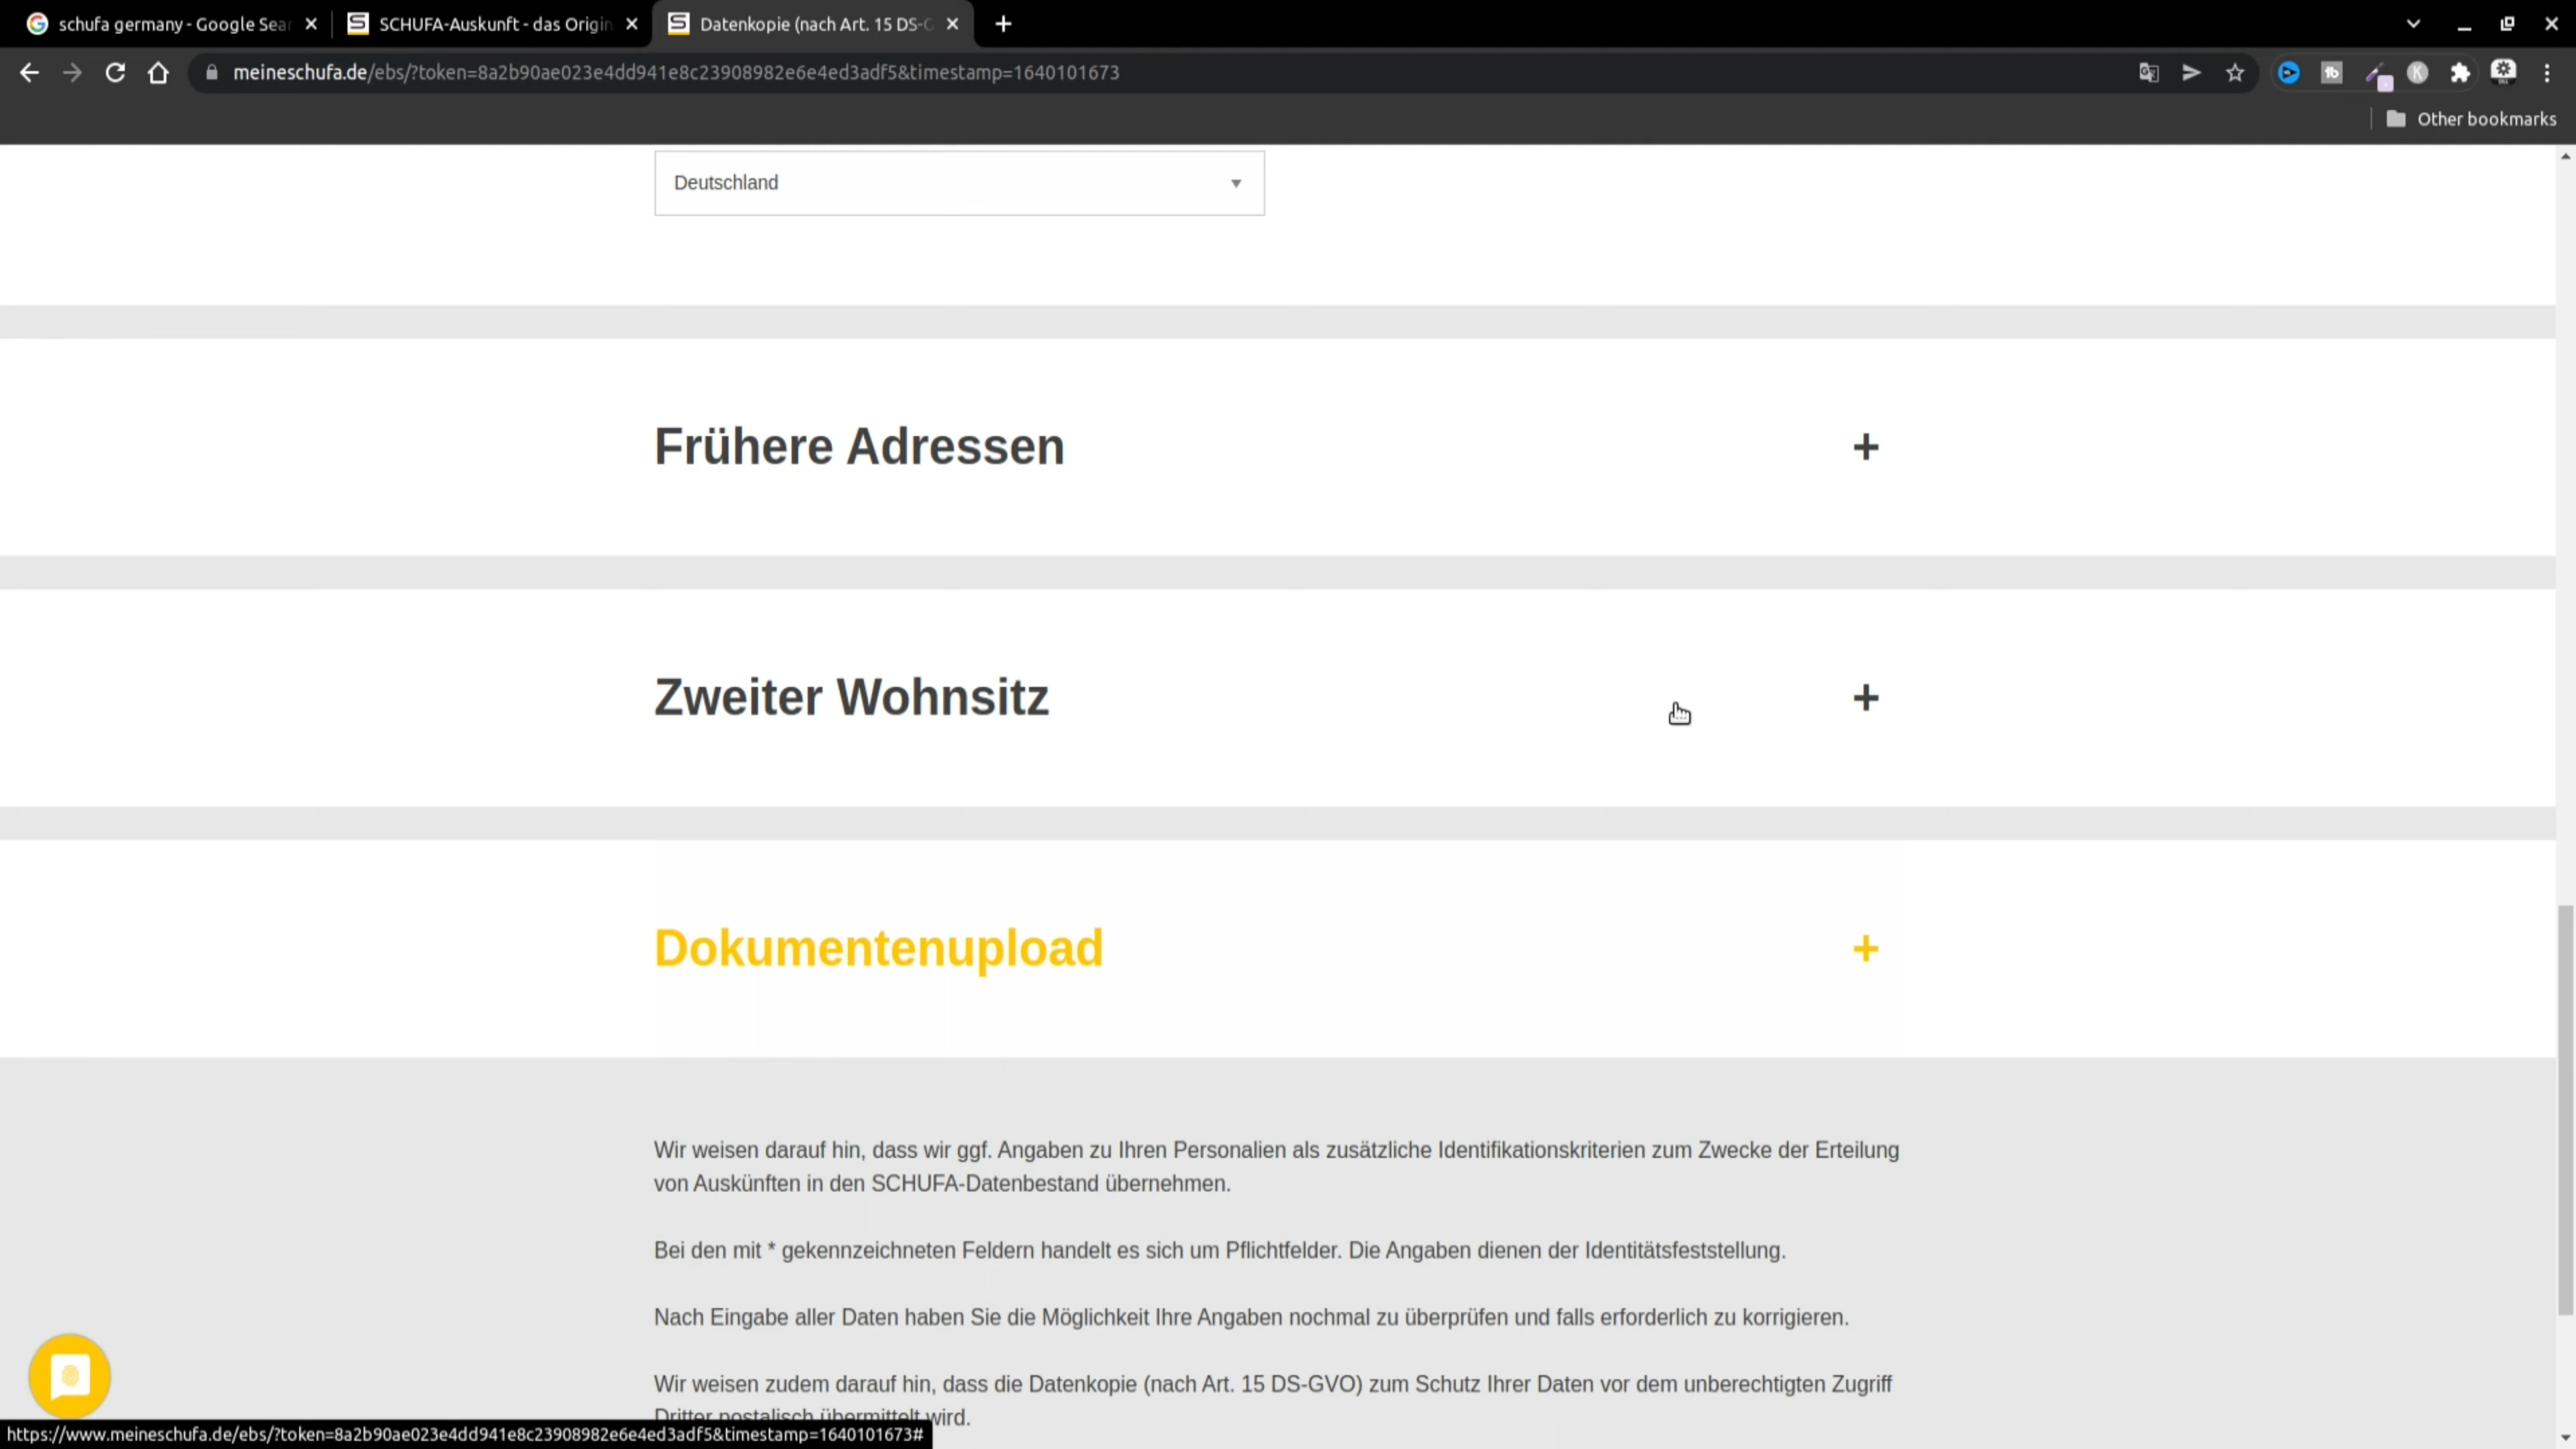 schufa germany - Google Sear
SCHUFA-Auskunft - das Origin
Datenkopie (nach Art. 15 DS-G
meineschufa.de/ebs/?token=8a2b90ae023e4dd941e8c23908982e6e4ed3adf5&timestamp=1640101673
Other bookmarks
Deutschland
Frühere Adressen
+
Zweiter Wohnsitz
+
Dokumentenupload
+
Wir weisen darauf hin, dass wir ggf. Angaben zu Ihren Personalien als zusätzliche Identifikationskriterien zum Zwecke der Erteilung
von Auskünften in den SCHUFA-Datenbestand übernehmen.
Bei den mit * gekennzeichneten Feldern handelt es sich um Pflichtfelder. Die Angaben dienen der Identitätsfeststellung.
Nach Eingabe aller Daten haben Sie die Möglichkeit Ihre Angaben nochmal zu überprüfen und falls erforderlich zu korrigieren.
Wir weisen zudem darauf hin, dass die Datenkopie (nach Art. 15 DS-GVO) zum Schutz Ihrer Daten vor dem unberechtigten Zugriff
Dritter postalisch übermittelt wird.
https://www.meineschufa.de/ebs/?token=8a2b90ae023e4dd941e8c23908982e6e4ed3adf5&timestamp=1640101673#